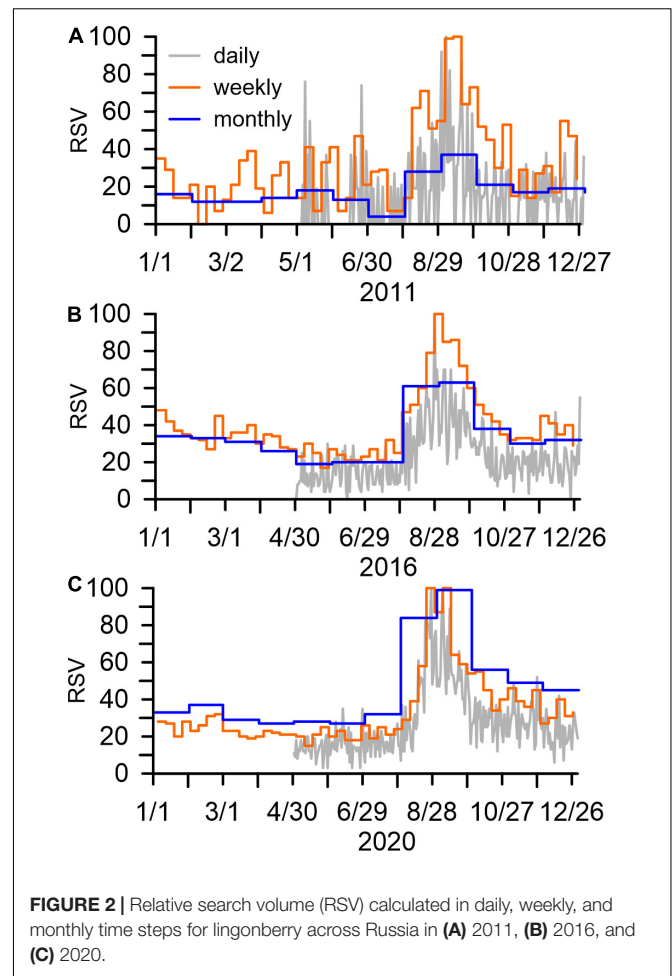 A
100
80
60
40
20
0
RSV
daily
weekly
monthly
1/1 3/2 5/1 6/30 8/29 10/28 12/27
2011
B
100
80
60
40
20
0
RSV
1/1 3/1 4/30 6/29 8/28 10/27 12/26
2016
C
100
80
60
40
20
0
RSV
1/1 3/1 4/30 6/29 8/28 10/27 12/26
2020
FIGURE 2 | Relative search volume (RSV) calculated in daily, weekly, and
monthly time steps for lingonberry across Russia in (A) 2011, (B) 2016, and
(C) 2020.